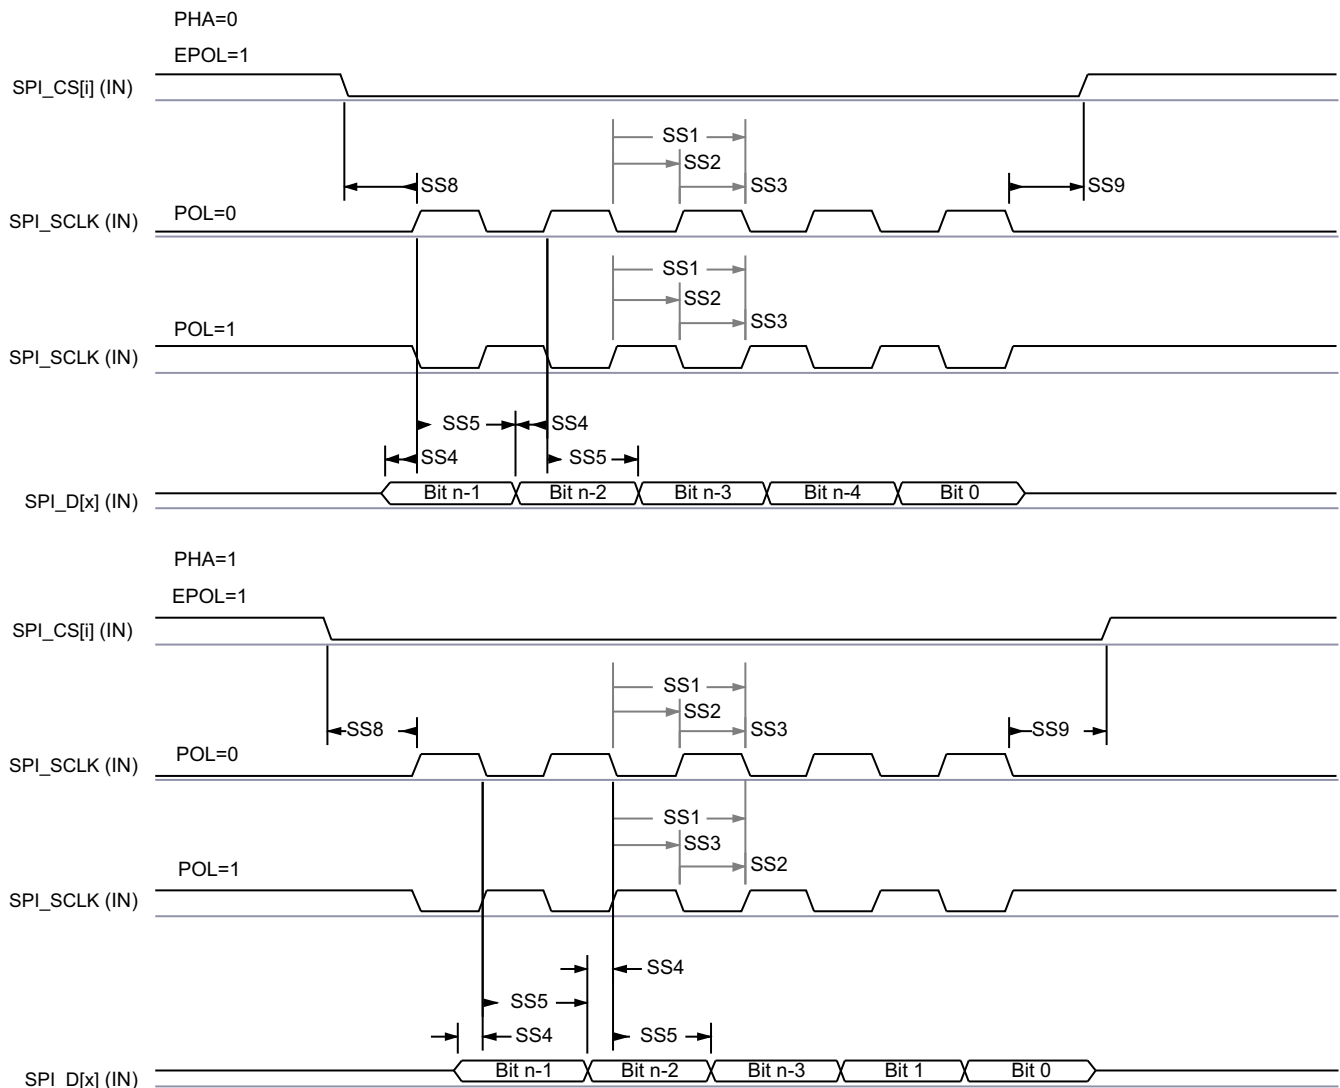 PHA=0
EPOL=1
SPI_CS[i] (IN)
SS1
SS2
SS8
SS3
SS9
POL=0
SPI_SCLK (IN)
SS1
SS2
SS3
POL=1
SPI_SCLK (IN)
SS5
SS4
SS4
SS5
SPI_D[x] (IN)
Bit n-1
Bit n-2
Bit n-3
Bit n-4
Bit 0
PHA=1
EPOL=1
SPI_CS[i] (IN)
SS1
SS2
SS8
SS3
SS9
POL=0
SPI_SCLK (IN)
SS1
SS3
SS2
POL=1
SPI_SCLK (IN)
SS4
SS5
SS4
SS5
SPI_D[x] (IN)
Bit n-1
Bit n-2
Bit n-3
Bit 1
Bit 0